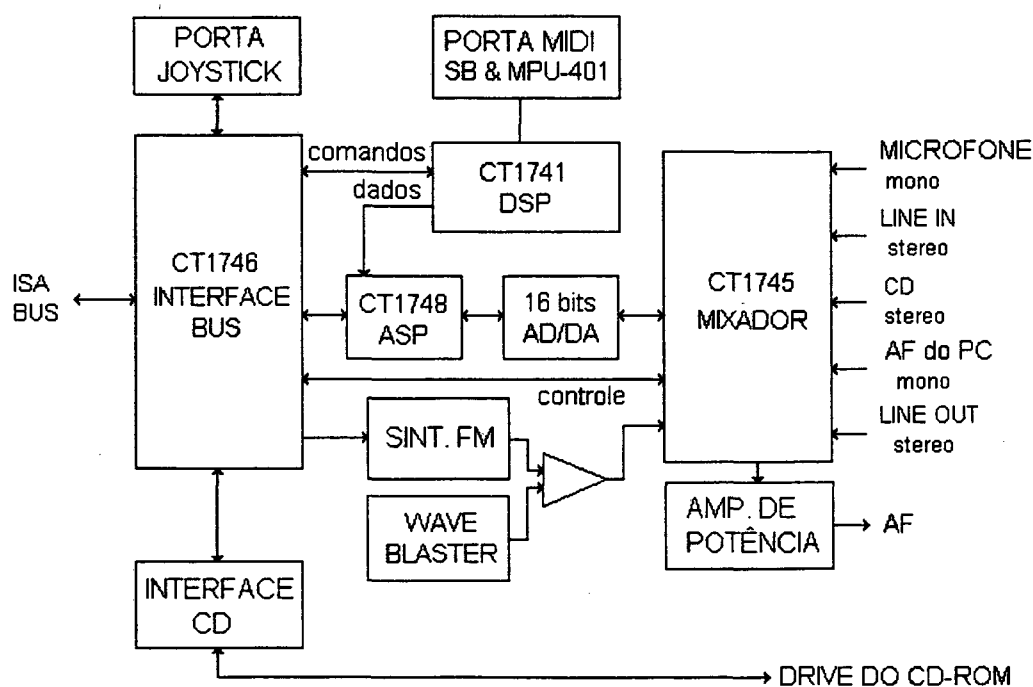 PORTA
JOYSTICK
PORTA MIDI
SB & MPU-401
comandos
dados
CT1741
DSP
MICROFONE
mono
LINE IN
stereo
CD
stereo
AF do PC
mono
LINE OUT
stereo
ISA
BUS
CT1746
INTERFACE
BUS
CT1748
ASP
16 bits
AD/DA
CT1745
MIXADOR
controle
SINT. FM
WAVE
BLASTER
AMP. DE
POTÊNCIA
AF
INTERFACE
CD
DRIVE DO CD-ROM